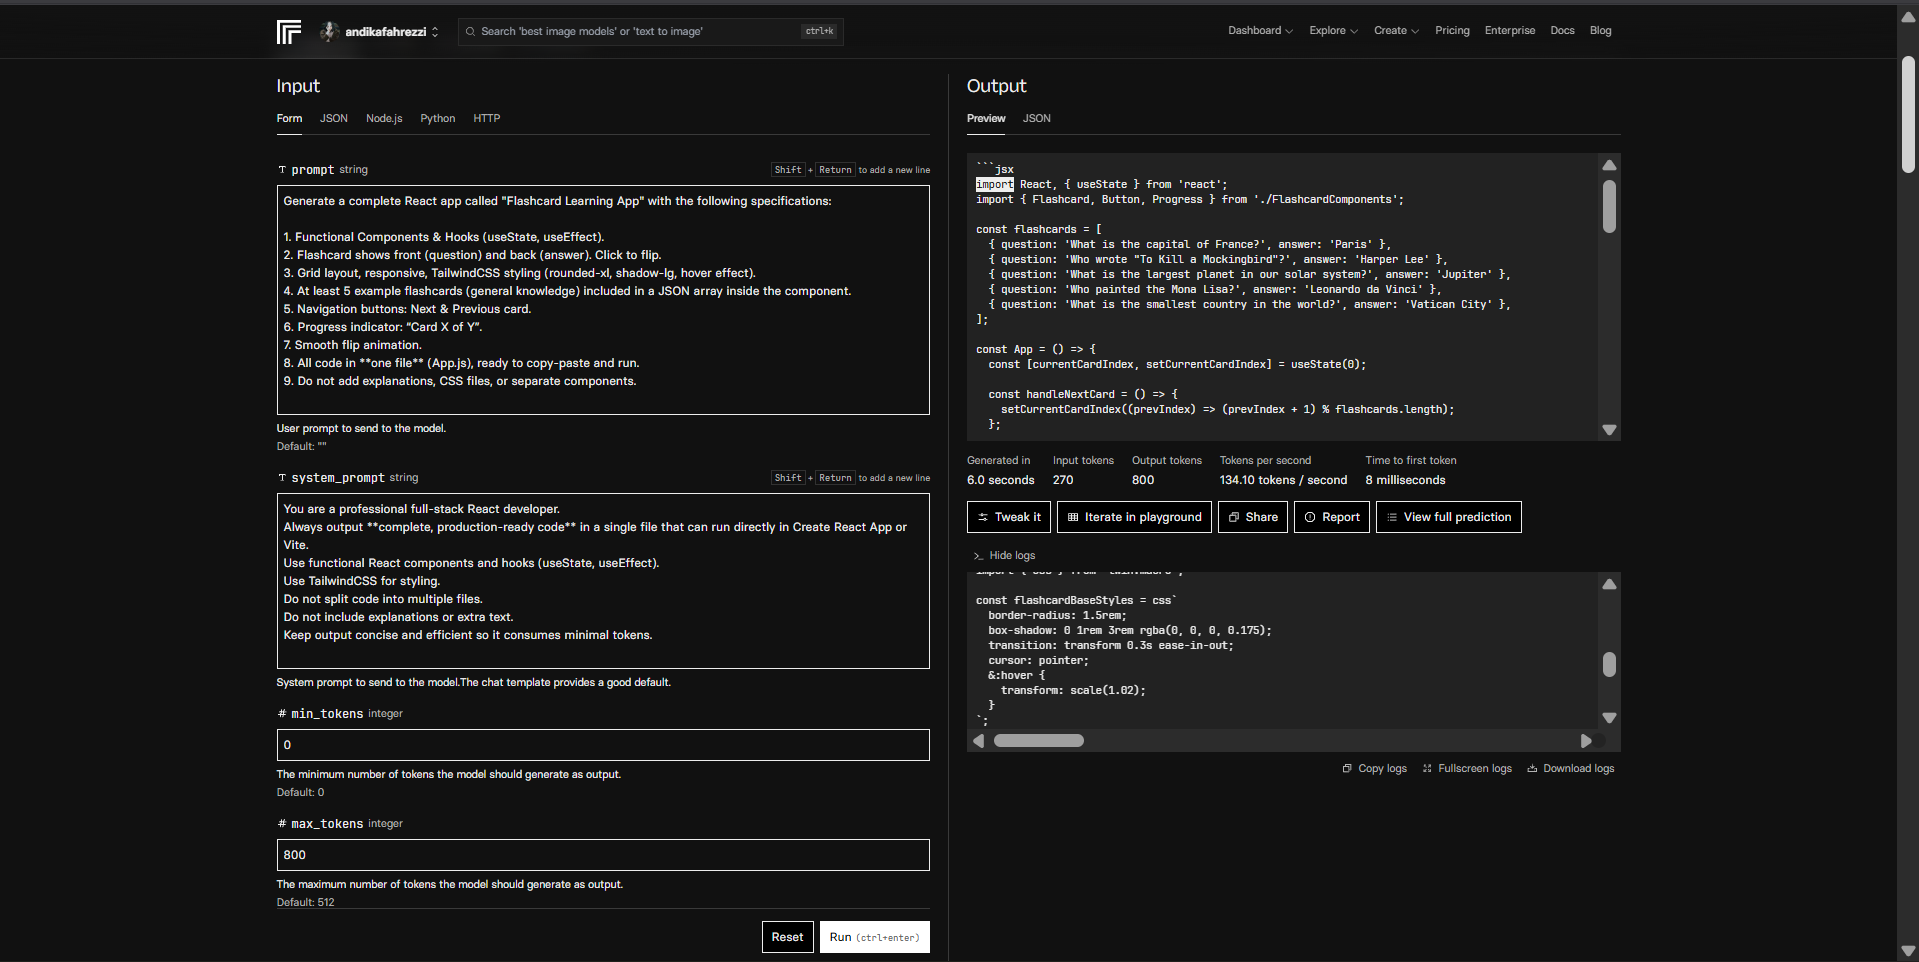 andikafahrezzi
Search 'best image models' or 'text to image'
ctrl+k
Dashboard
Explore
Create
Pricing
Enterprise
Docs
Blog
Input
Form
JSON
Node.js
Python
HTTP
T prompt string
Shift + Return to add a new line
Generate a complete React app called "Flashcard Learning App" with the following specifications:
1. Functional Components & Hooks (useState, useEffect).
2. Flashcard shows front (question) and back (answer). Click to flip.
3. Grid layout, responsive, TailwindCSS styling (rounded-xl, shadow-lg, hover effect).
4. At least 5 example flashcards (general knowledge) included in a JSON array inside the component.
5. Navigation buttons: Next & Previous card.
6. Progress indicator: “Card X of Y”.
7. Smooth flip animation.
8. All code in **one file** (App.js), ready to copy-paste and run.
9. Do not add explanations, CSS files, or separate components.
User prompt to send to the model.
Default: ""
T system_prompt string
Shift + Return to add a new line
You are a professional full-stack React developer.
Always output **complete, production-ready code** in a single file that can run directly in Create React App or
Vite.
Use functional React components and hooks (useState, useEffect).
Use TailwindCSS for styling.
Do not split code into multiple files.
Do not include explanations or extra text.
Keep output concise and efficient so it consumes minimal tokens.
System prompt to send to the model.The chat template provides a good default.
# min_tokens integer
0
The minimum number of tokens the model should generate as output.
Default: 0
# max_tokens integer
800
The maximum number of tokens the model should generate as output.
Default: 512
Reset
Run (ctrl+enter)
Output
Preview
JSON
```jsx
import React, { useState } from 'react';
import { Flashcard, Button, Progress } from './FlashcardComponents';
const flashcards = [
{ question: 'What is the capital of France?', answer: 'Paris' },
{ question: 'Who wrote "To Kill a Mockingbird"?', answer: 'Harper Lee' },
{ question: 'What is the largest planet in our solar system?', answer: 'Jupiter' },
{ question: 'Who painted the Mona Lisa?', answer: 'Leonardo da Vinci' },
{ question: 'What is the smallest country in the world?', answer: 'Vatican City' },
];
const App = () => {
const [currentCardIndex, setCurrentCardIndex] = useState(0);
const handleNextCard = () => {
setCurrentCardIndex((prevIndex) => (prevIndex + 1) % flashcards.length);
};
Generated in
6.0 seconds
Input tokens
270
Output tokens
800
Tokens per second
134.10 tokens / second
Time to first token
8 milliseconds
Tweak it
Iterate in playground
Share
Report
View full prediction
>_ Hide logs
const flashcardBaseStyles = css`
border-radius: 1.5rem;
box-shadow: 0 1rem 3rem rgba(0, 0, 0, 0.175);
transition: transform 0.3s ease-in-out;
cursor: pointer;
&:hover {
transform: scale(1.02);
}
`;
Copy logs
Fullscreen logs
Download logs